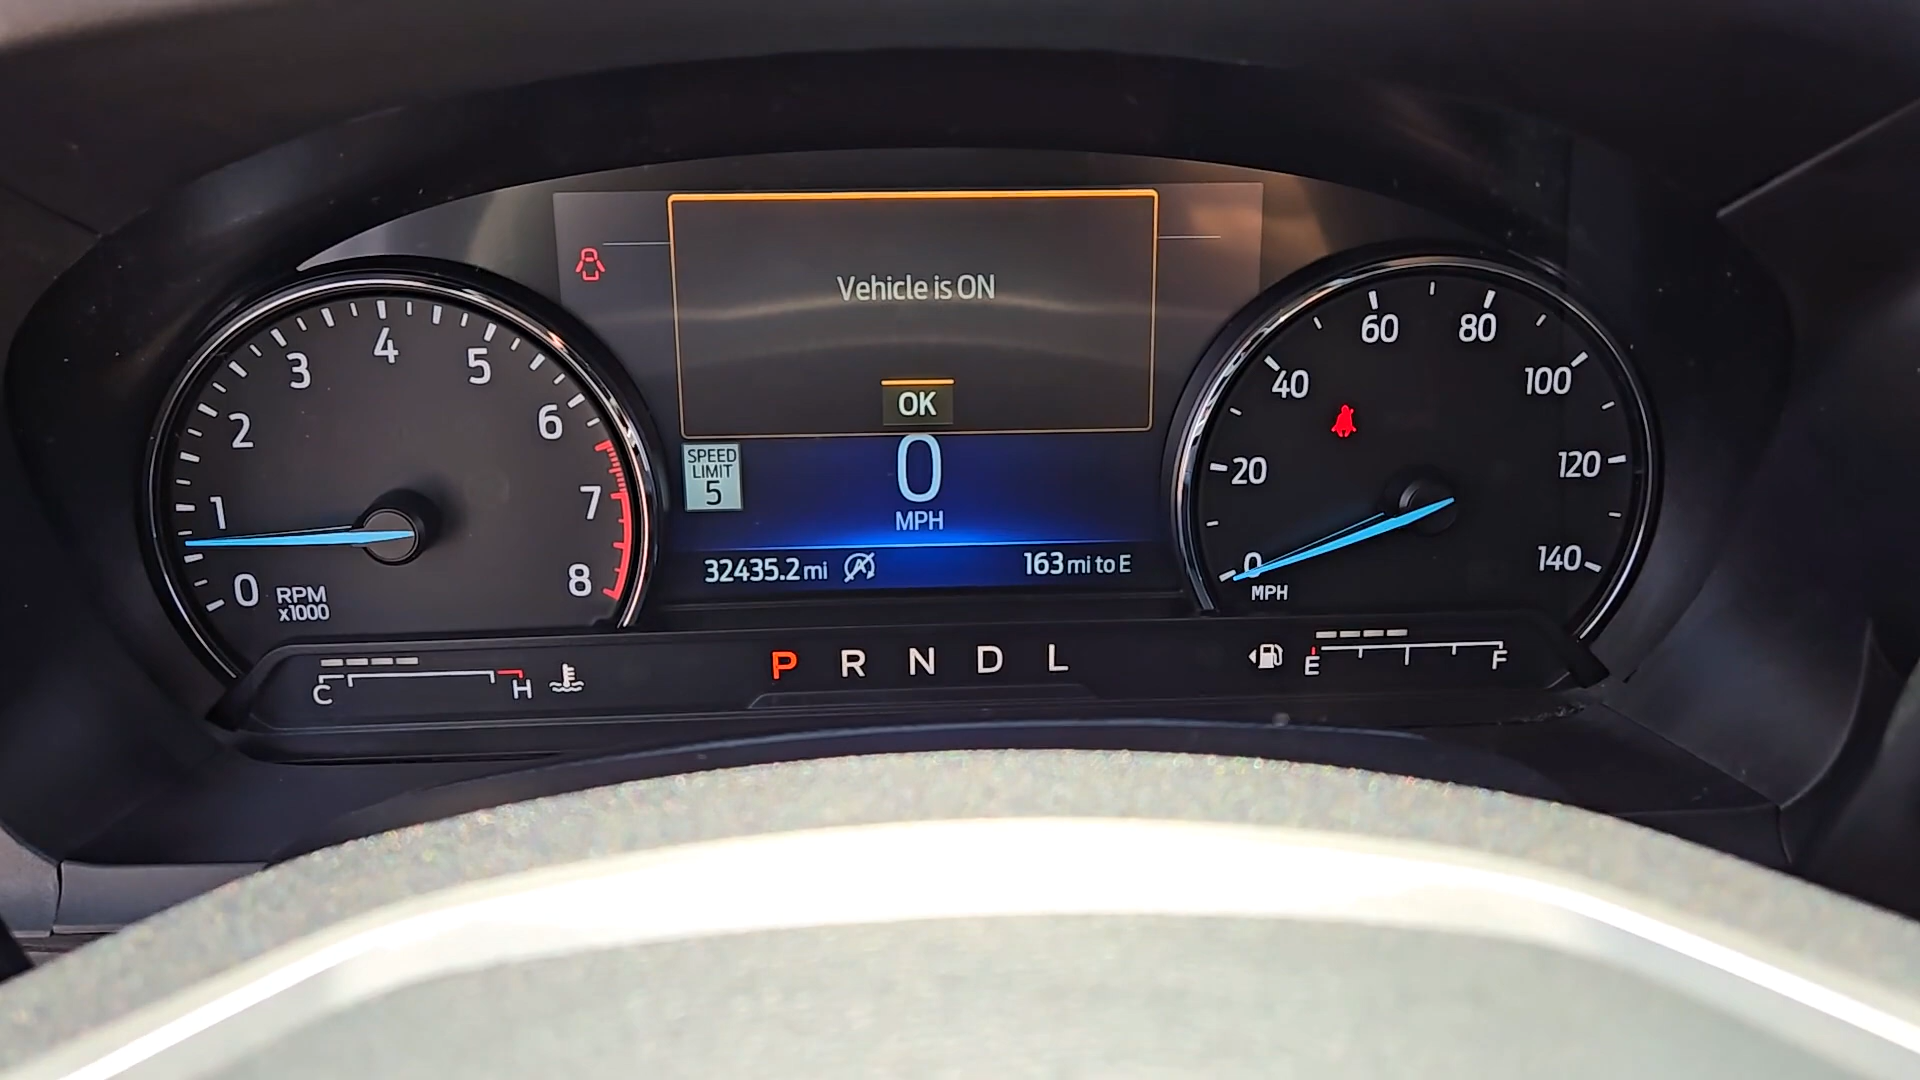 Vehicle is ON
OK
SPEED
LIMIT
5
0
MPH
32435.2 mi
163 mi to E
0 1 2 3 4 5 6 7 8
RPM
x1000
0 20 40 60 80 100 120 140
MPH
C H
P R N D L
E F